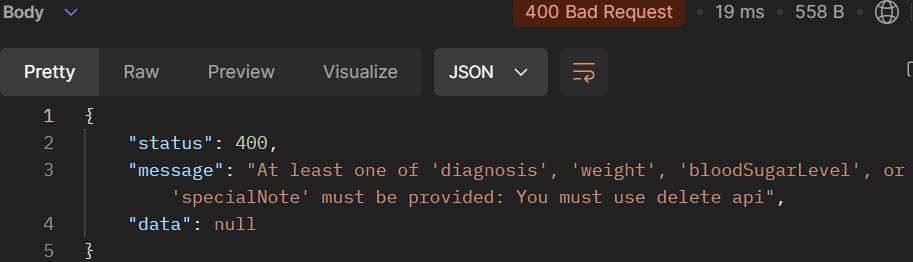 Body 400 Bad Request • 19 ms • 558 B
Pretty Raw Preview Visualize JSON
1 {
2 "status": 400,
3 "message": "At least one of 'diagnosis', 'weight', 'bloodSugarLevel', or
'specialNote' must be provided: You must use delete api",
4 "data": null
5 }